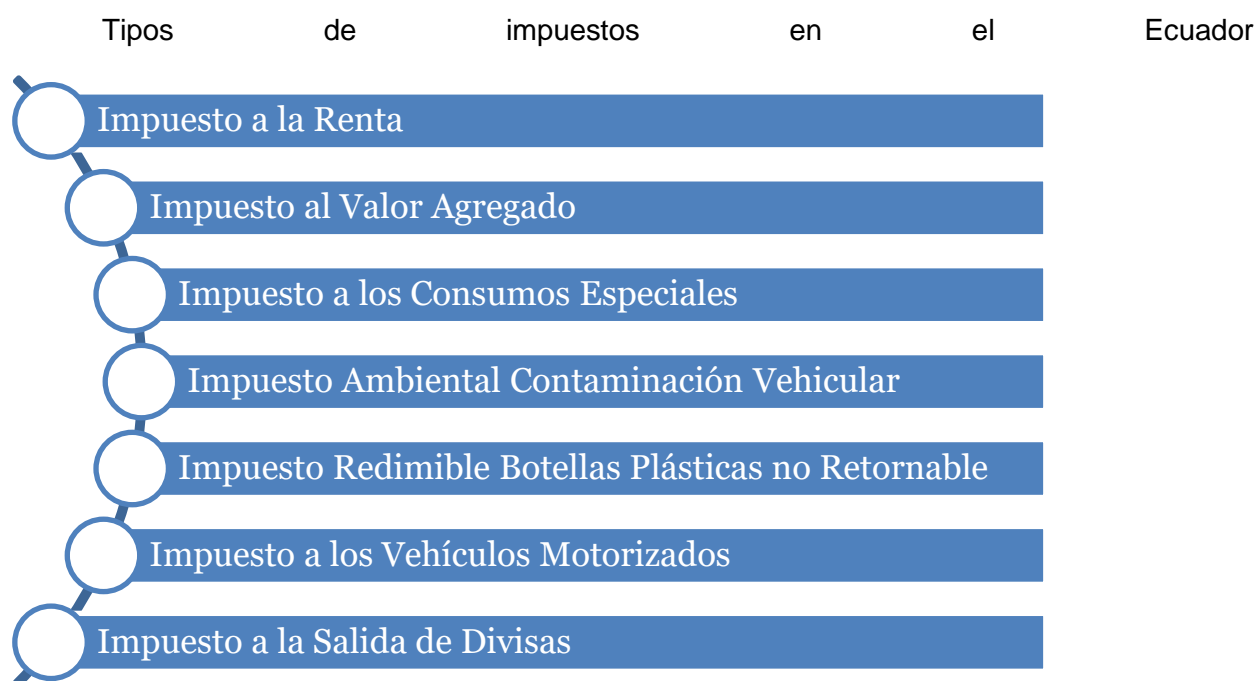 Tipos de impuestos en el Ecuador
Impuesto a la Renta
Impuesto al Valor Agregado
Impuesto a los Consumos Especiales
Impuesto Ambiental Contaminación Vehicular
Impuesto Redimible Botellas Plásticas no Retornable
Impuesto a los Vehículos Motorizados
Impuesto a la Salida de Divisas